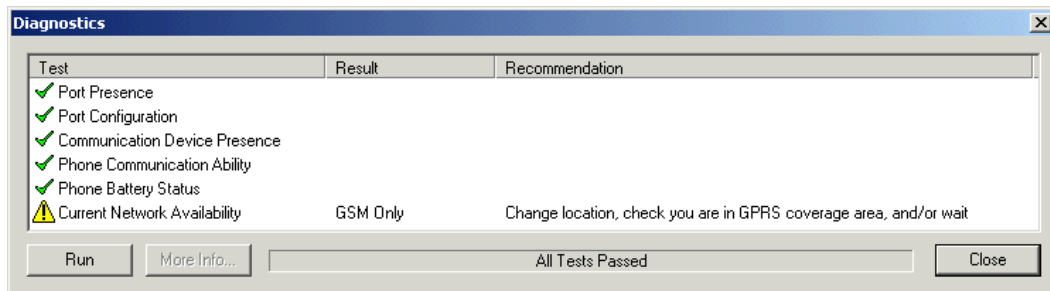 Diagnostics
Test Result Recommendation
Port Presence
Port Configuration
Communication Device Presence
Phone Communication Ability
Phone Battery Status
Current Network Availability GSM Only Change location, check you are in GPRS coverage area, and/or wait
Run More Info... All Tests Passed Close